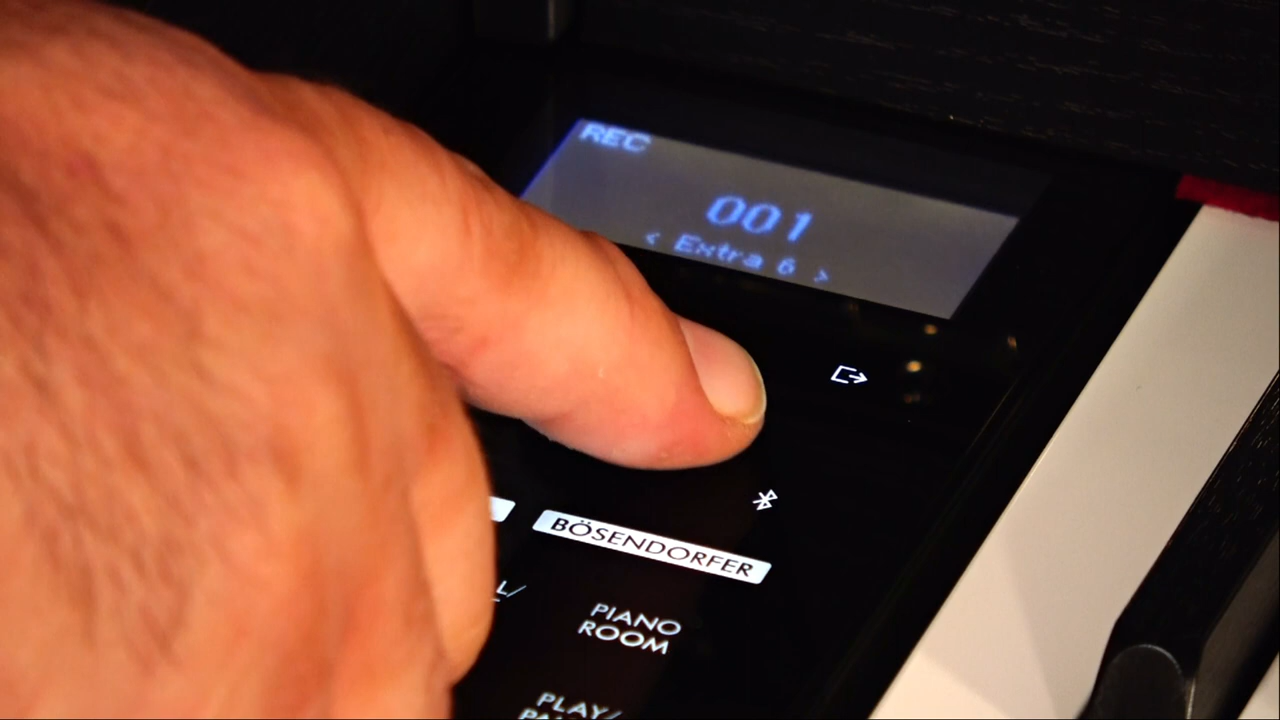 REC
001
< Extra 6 >
BÖSENDORFER
L/
PIANO
ROOM
PLAY/